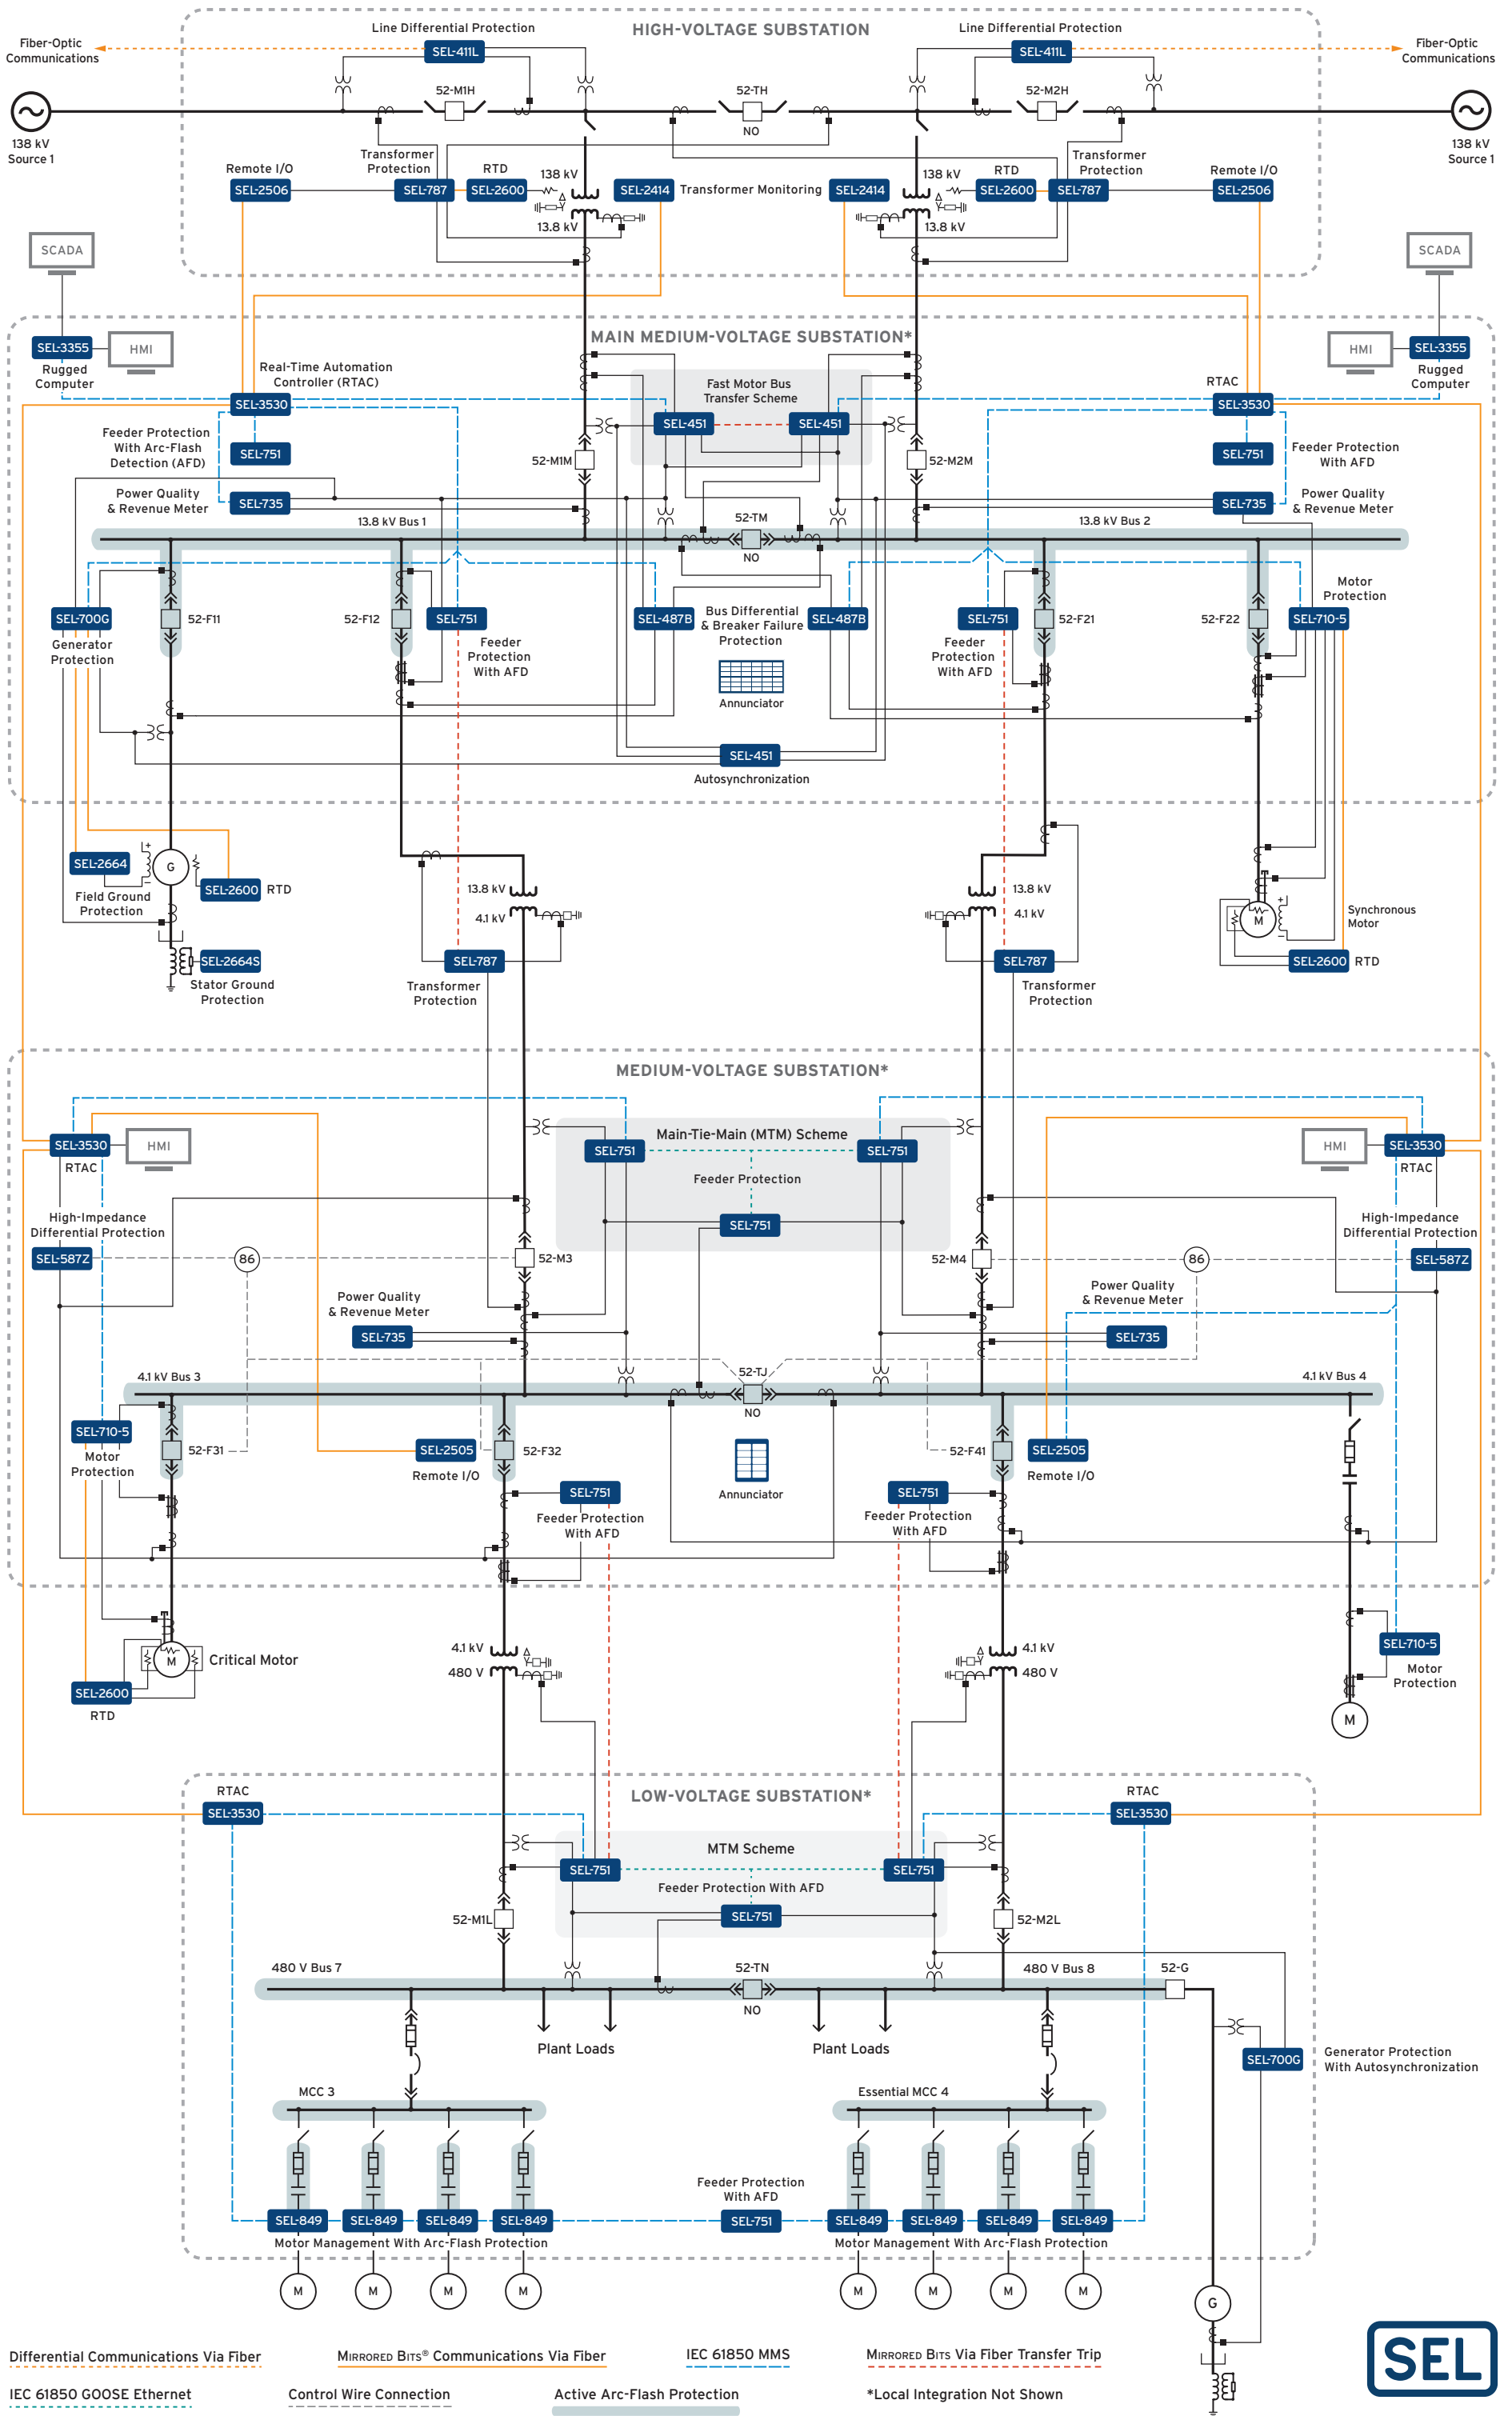 HIGH-VOLTAGE SUBSTATION
Line Differential Protection
Line Differential Protection
Fiber-Optic
Communications
SEL-411L
SEL-411L
Fiber-Optic
Communications
52-M1H
52-TH
52-M2H
NO
138 kV
Source 1
138 kV
Source 1
Transformer
Protection
Transformer
Protection
Remote I/O
RTD
138 kV
138 kV
RTD
Remote I/O
SEL-2506
SEL-787
SEL-2600
SEL-2414
Transformer Monitoring
SEL-2414
SEL-2600
SEL-787
SEL-2506
13.8 kV
13.8 kV
SCADA
SCADA
MAIN MEDIUM-VOLTAGE SUBSTATION*
SEL-3355
HMI
HMI
SEL-3355
Rugged
Computer
Rugged
Computer
Real-Time Automation
Controller (RTAC)
Fast Motor Bus
Transfer Scheme
RTAC
SEL-3530
SEL-3530
SEL-451
SEL-451
Feeder Protection
With Arc-Flash
Detection (AFD)
SEL-751
SEL-751
Feeder Protection
With AFD
52-M1M
52-M2M
Power Quality
& Revenue Meter
SEL-735
SEL-735
Power Quality
& Revenue Meter
13.8 kV Bus 1
52-TM
13.8 kV Bus 2
NO
Motor
Protection
SEL-700G
52-F11
52-F12
SEL-751
SEL-487B
Bus Differential
& Breaker Failure
Protection
SEL-487B
SEL-751
52-F21
52-F22
SEL-710-5
Generator
Protection
Feeder
Protection
With AFD
Feeder
Protection
With AFD
Annunciator
SEL-451
Autosynchronization
SEL-2664
G
SEL-2600
RTD
Field Ground
Protection
13.8 kV
4.1 kV
13.8 kV
4.1 kV
M
Synchronous
Motor
SEL-2664S
Stator Ground
Protection
SEL-787
Transformer
Protection
SEL-787
Transformer
Protection
SEL-2600
RTD
MEDIUM-VOLTAGE SUBSTATION*
SEL-3530
RTAC
HMI
SEL-751
Main-Tie-Main (MTM) Scheme
SEL-751
HMI
SEL-3530
RTAC
Feeder Protection
SEL-751
High-Impedance
Differential Protection
High-Impedance
Differential Protection
SEL-587Z
86
52-M3
52-M4
86
SEL-587Z
Power Quality
& Revenue Meter
Power Quality
& Revenue Meter
SEL-735
SEL-735
4.1 kV Bus 3
52-TJ
4.1 kV Bus 4
NO
SEL-710-5
Motor
Protection
52-F31
SEL-2505
Remote I/O
52-F32
52-F41
SEL-2505
Remote I/O
Annunciator
SEL-751
Feeder Protection
With AFD
SEL-751
Feeder Protection
With AFD
M
Critical Motor
SEL-2600
RTD
4.1 kV
480 V
4.1 kV
480 V
SEL-710-5
Motor
Protection
M
LOW-VOLTAGE SUBSTATION*
RTAC
RTAC
SEL-3530
SEL-3530
MTM Scheme
SEL-751
SEL-751
Feeder Protection With AFD
SEL-751
52-M1L
52-M2L
480 V Bus 7
52-TN
480 V Bus 8
52-G
NO
Plant Loads
Plant Loads
SEL-700G
Generator Protection
With Autosynchronization
MCC 3
Essential MCC 4
Feeder Protection
With AFD
SEL-849
SEL-849
SEL-849
SEL-849
SEL-751
SEL-849
SEL-849
SEL-849
SEL-849
Motor Management With Arc-Flash Protection
Motor Management With Arc-Flash Protection
M
M
M
M
M
M
M
M
G
Differential Communications Via Fiber
MIRRORED BITS® Communications Via Fiber
IEC 61850 MMS
MIRRORED BITS Via Fiber Transfer Trip
IEC 61850 GOOSE Ethernet
Control Wire Connection
Active Arc-Flash Protection
*Local Integration Not Shown
SEL